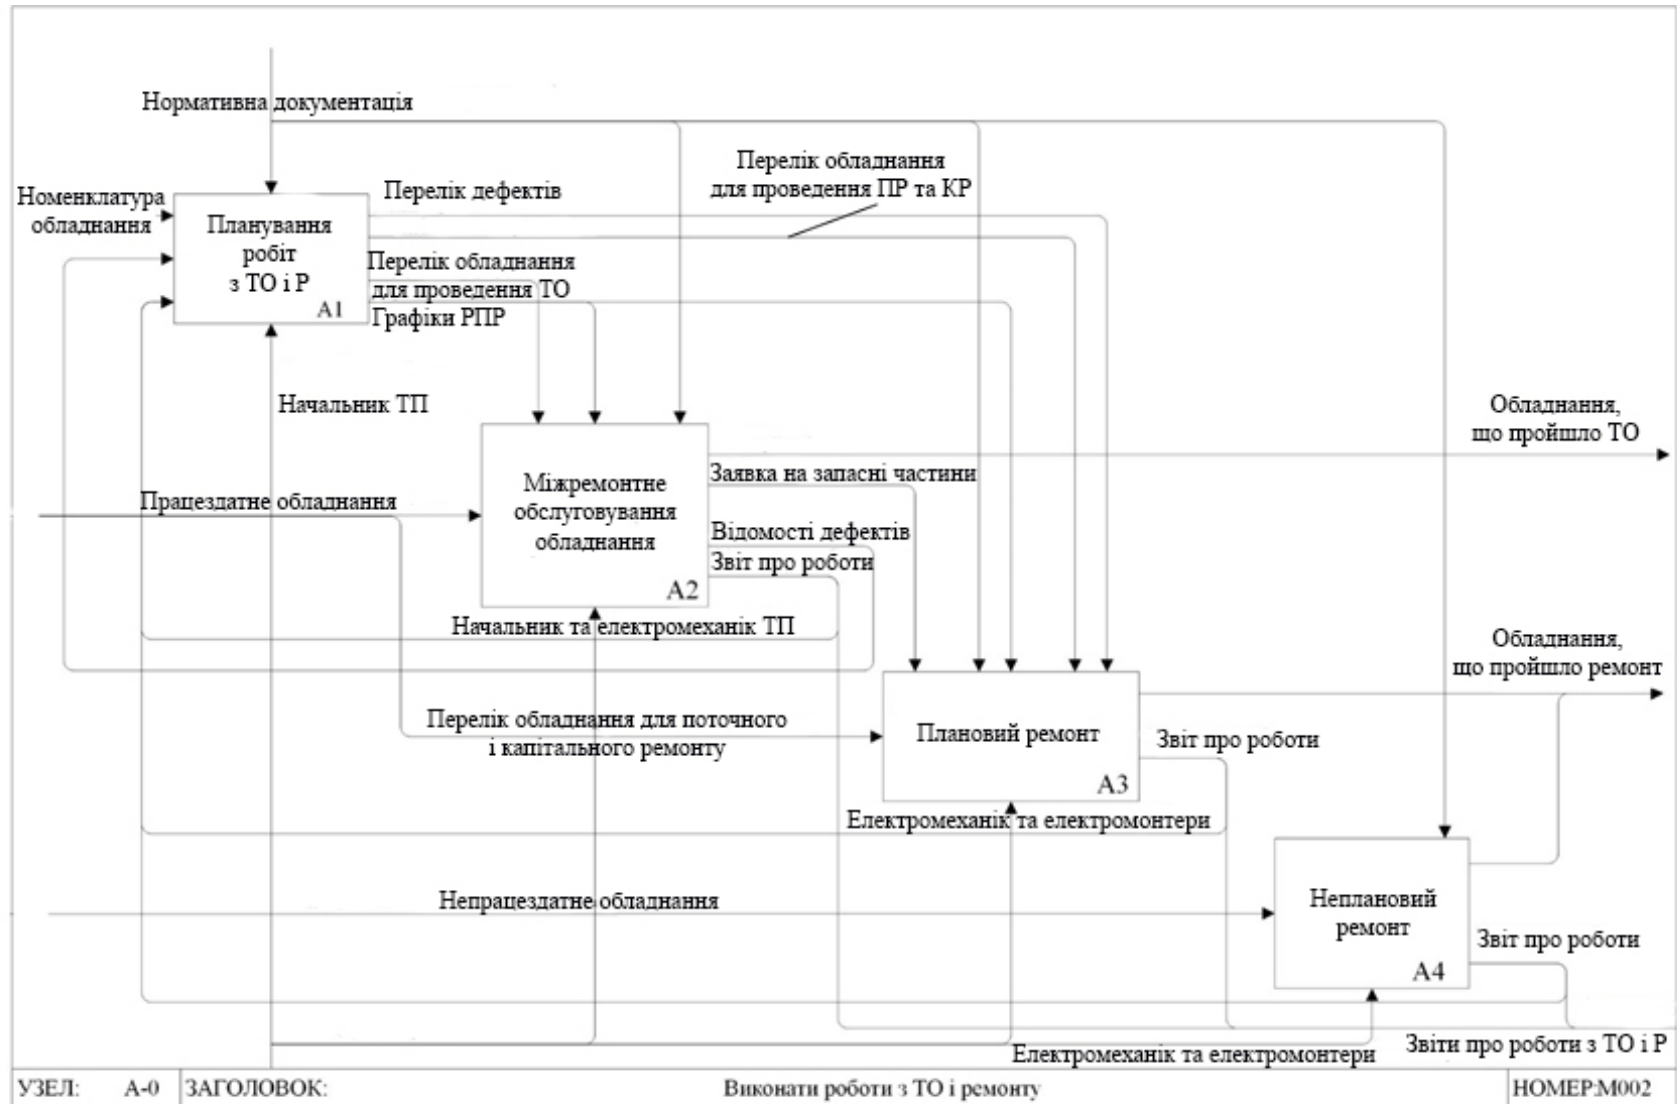 Нормативна документація
Перелік обладнання
для проведення ПР та КР
Номенклатура
обладнання
Планування
робіт
з ТО і Р
А1
Перелік дефектів
Перелік обладнання
для проведення ТО
Графіки РПР
Начальник ТП
Обладнання,
що пройшло ТО
Працездатне обладнання
Міжремонтне
обслуговування
обладнання
А2
Заявка на запасні частини
Відомості дефектів
Звіт про роботи
Начальник та електромеханік ТП
Обладнання,
що пройшло ремонт
Перелік обладнання для поточного
і капітального ремонту
Плановий ремонт
А3
Звіт про роботи
Електромеханік та електромонтери
Непрацездатне обладнання
Неплановий
ремонт
А4
Звіт про роботи
Електромеханік та електромонтери
Звіти про роботи з ТО і Р
УЗЕЛ: А-0 ЗАГОЛОВОК: Виконати роботи з ТО і ремонту НОМЕР:М002